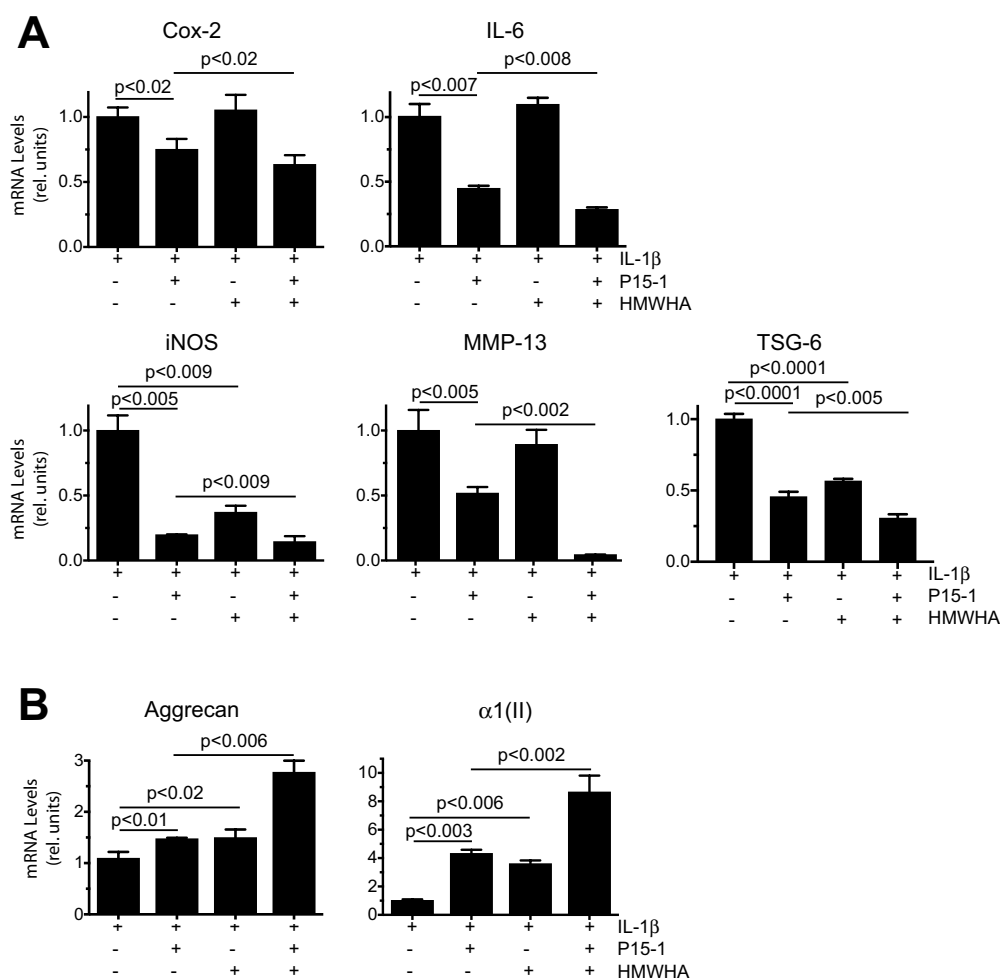 A
Cox-2
IL-6
p<0.02
p<0.02
p<0.008
p<0.007
mRNA Levels
(rel. units)
1.0
0.5
0.0
1.0
0.5
0.0
+ + + + + + + + IL-1β
- + - + - + - + P15-1
- - + + - - + + HMWHA
iNOS
MMP-13
TSG-6
p<0.009
p<0.005
p<0.009
p<0.005
p<0.002
p<0.0001
p<0.0001
p<0.005
mRNA Levels
(rel. units)
1.0
0.5
0.0
1.0
0.5
0.0
1.0
0.5
0.0
+ + + + + + + + + + + + IL-1β
- + - + - + - + - + - + P15-1
- - + + - - + + - - + + HMWHA
B
Aggrecan
α1(II)
p<0.006
p<0.02
p<0.01
p<0.002
p<0.006
p<0.003
mRNA Levels
(rel. units)
3
2
1
1
0
10
8
6
4
2
0
+ + + + + + + + IL-1β
- + - + - + - + P15-1
- - + + - - + + HMWHA